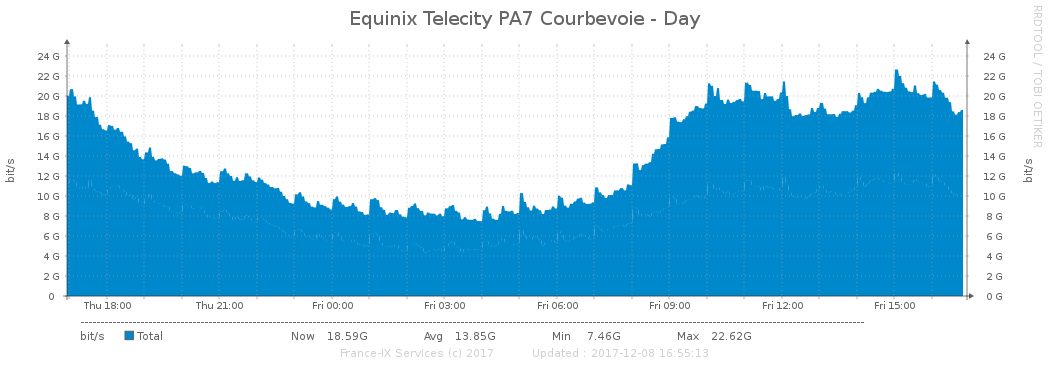 Equinix Telecity PA7 Courbevoie - Day
RRDTOOL / TOBI OETIKER
24 G 24 G
22 G 22 G
20 G 20 G
18 G 18 G
16 G 16 G
14 G 14 G
12 G 12 G
10 G 10 G
8 G 8 G
6 G 6 G
4 G 4 G
2 G 2 G
0 0 G
bit/s
bit/s
Thu 18:00 Thu 21:00 Fri 00:00 Fri 03:00 Fri 06:00 Fri 09:00 Fri 12:00 Fri 15:00
bit/s Total Now 18.59G Avg 13.85G Min 7.46G Max 22.62G
France-IX Services (c) 2017 Updated : 2017-12-08 16:55:13